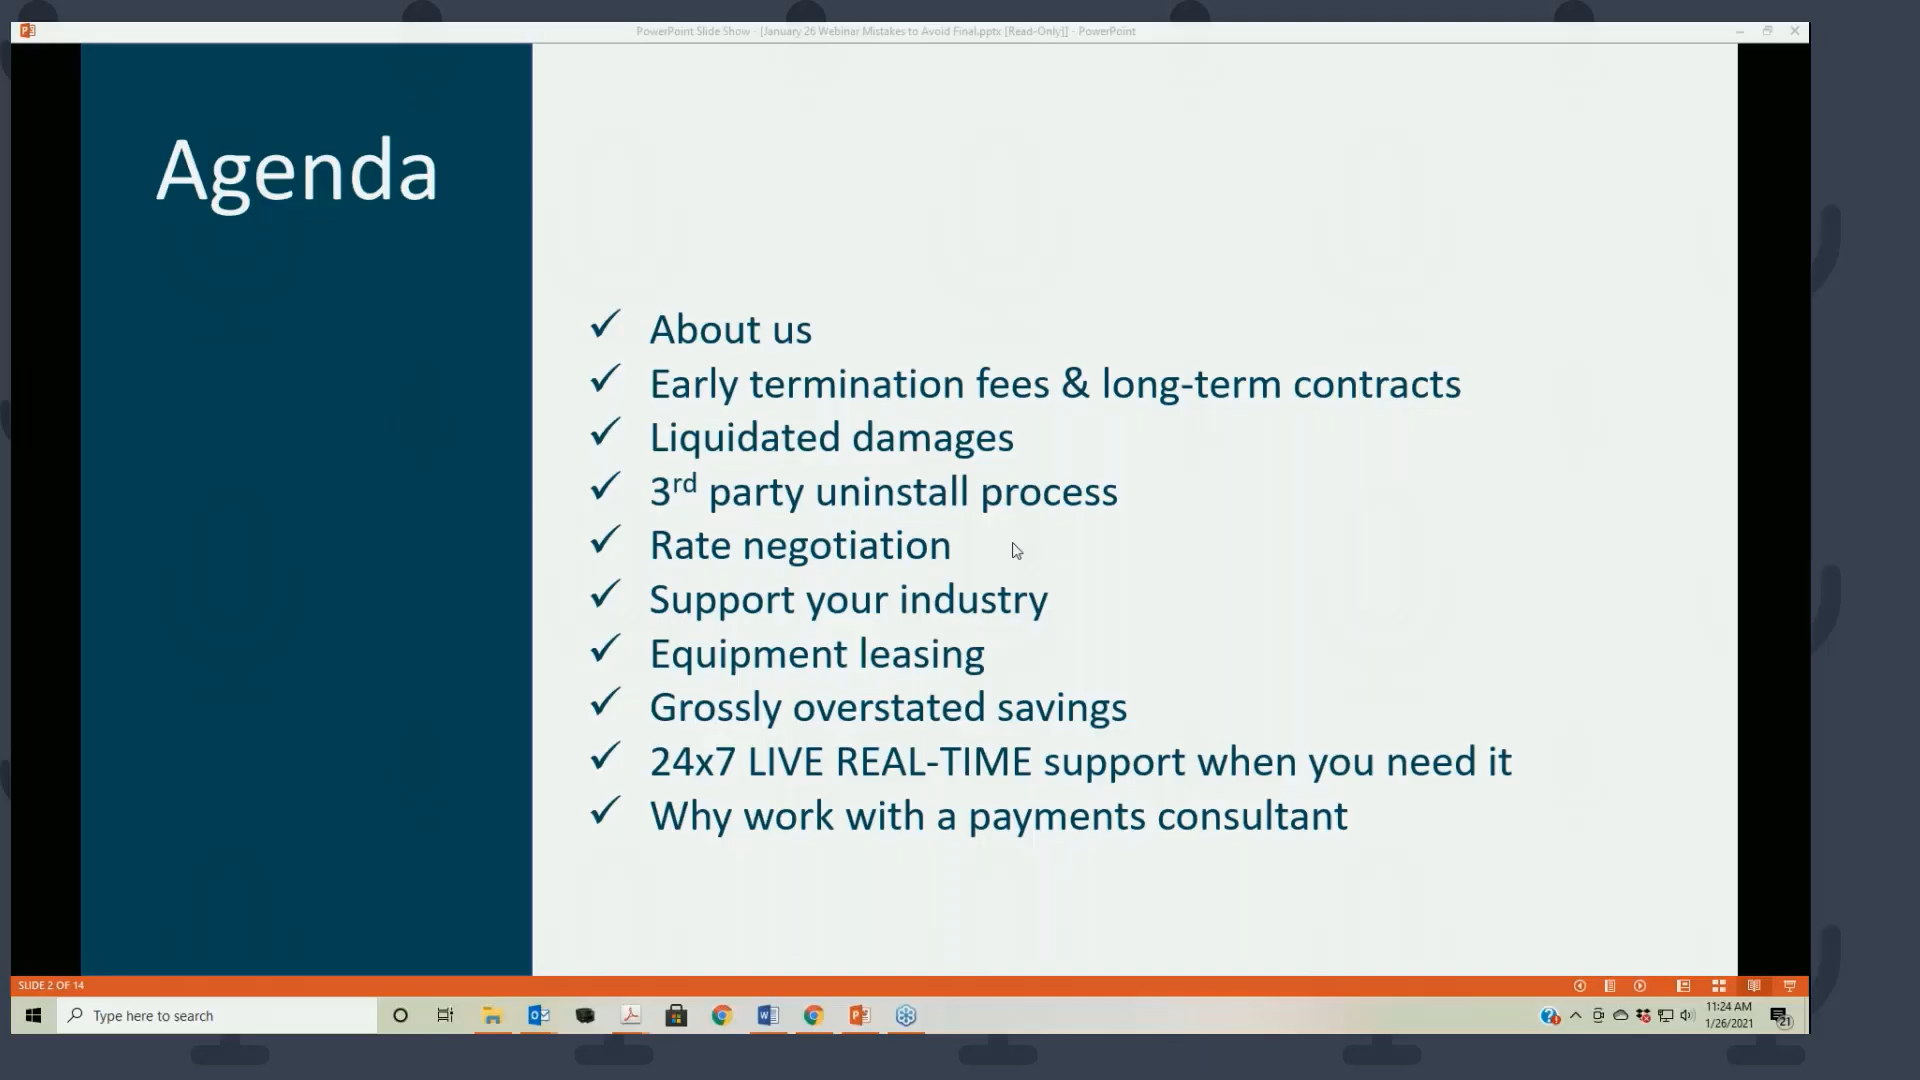 PowerPoint Slide Show - [January 26 Webinar Mistakes to Avoid Final.pptx [Read-Only]] - PowerPoint
Agenda
✓ About us
✓ Early termination fees & long-term contracts
✓ Liquidated damages
✓ 3rd party uninstall process
✓ Rate negotiation
✓ Support your industry
✓ Equipment leasing
✓ Grossly overstated savings
✓ 24x7 LIVE REAL-TIME support when you need it
✓ Why work with a payments consultant
SLIDE 2 OF 14
Type here to search
11:24 AM
1/26/2021
21